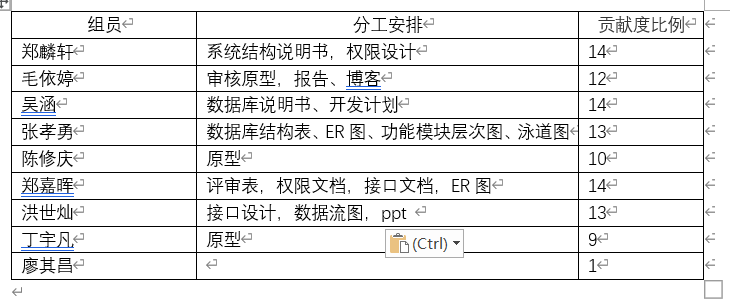 组员 分工安排 贡献度比例
郑麟轩 系统结构说明书，权限设计 14
毛依婷 审核原型，报告、博客 12
吴涵 数据库说明书、开发计划 14
张孝勇 数据库结构表、ER 图、功能模块层次图、泳道图 13
陈修庆 原型 10
郑嘉晖 评审表，权限文档，接口文档，ER 图 14
洪世灿 接口设计，数据流图，ppt 13
丁宇凡 原型 9
(Ctrl)
廖其昌 1